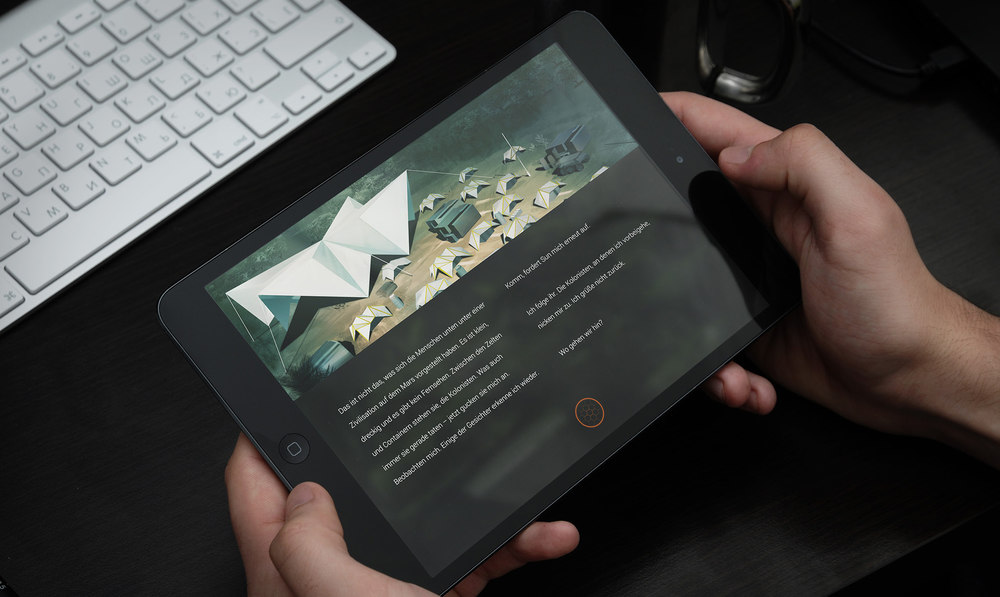 Das ist nicht das, was sich die Menschen unten unter einer
Zivilisation auf dem Mars vorgestellt haben. Es ist klein,
dreckig und es gibt kein Fernsehen. Zwischen den Zelten
und Containern stehen sie, die Kolonisten. Was auch
immer sie gerade taten – jetzt gucken sie mich an.
Beobachten mich. Einige der Gesichter erkenne ich wieder.
Komm, fordert Sun mich erneut auf.
Ich folge ihr. Die Kolonisten, an denen ich vorbeigehe,
nicken mir zu. Ich grüße nicht zurück.
Wo gehen wir hin?